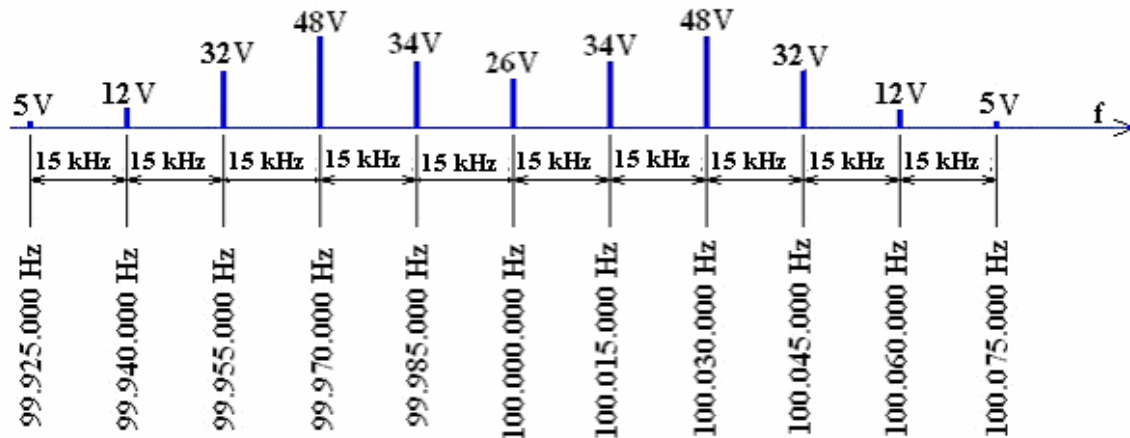 5V 12V 32V 48V 34V 26V 34V 48V 32V 12V 5V f
15 kHz 15 kHz 15 kHz 15 kHz 15 kHz 15 kHz 15 kHz 15 kHz 15 kHz 15 kHz
99.925.000 Hz
99.940.000 Hz
99.955.000 Hz
99.970.000 Hz
99.985.000 Hz
100.000.000 Hz
100.015.000 Hz
100.030.000 Hz
100.045.000 Hz
100.060.000 Hz
100.075.000 Hz